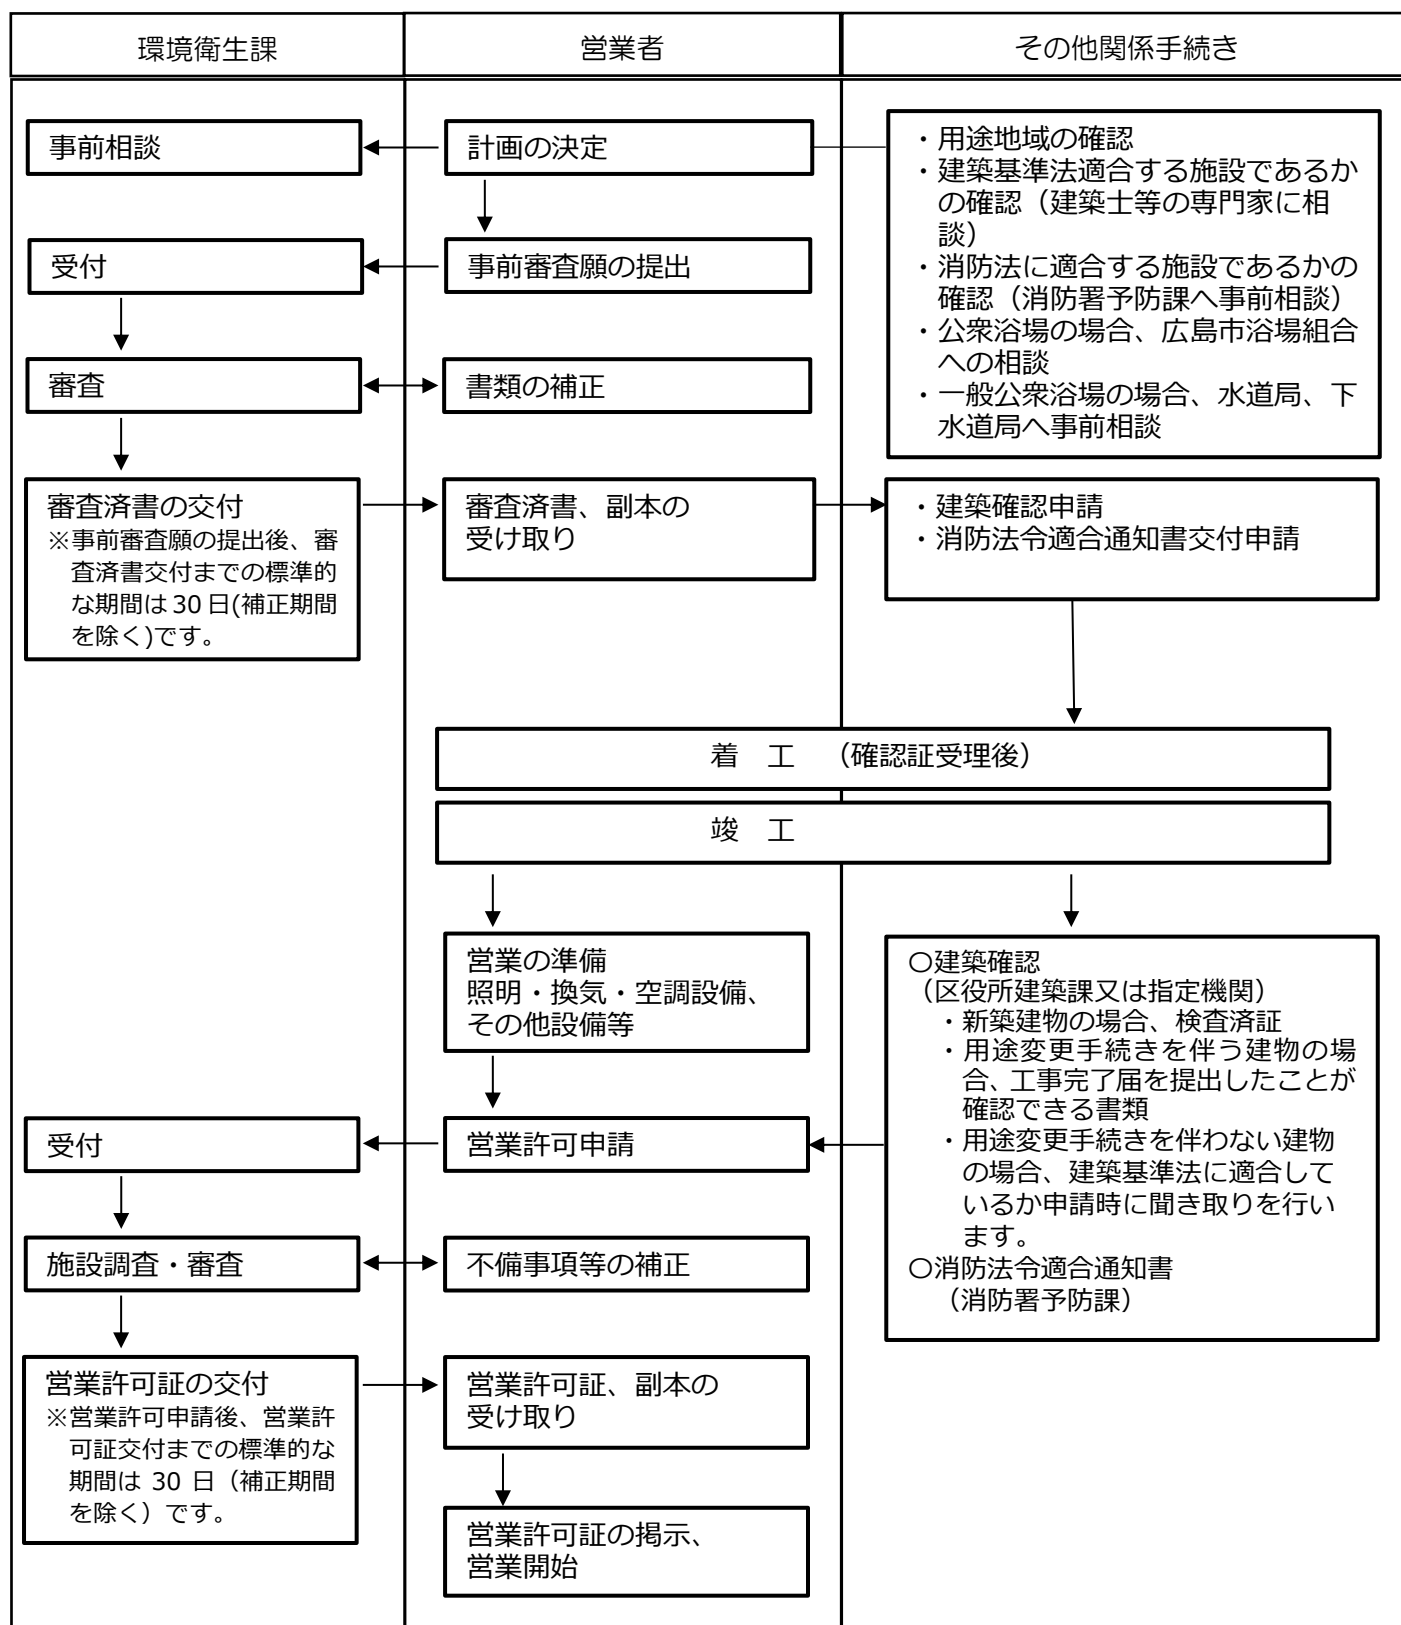 環境衛生課
営業者
その他関係手続き
事前相談
計画の決定
・用途地域の確認
・建築基準法適合する施設であるか
の確認（建築士等の専門家に相
談）
・消防法に適合する施設であるかの
確認（消防署予防課へ事前相談）
・公衆浴場の場合、広島市浴場組合
への相談
・一般公衆浴場の場合、水道局、下
水道局へ事前相談
受付
事前審査願の提出
審査
書類の補正
審査済書の交付
※事前審査願の提出後、審
査済書交付までの標準的
な期間は30日(補正期間
を除く)です。
審査済書、副本の
受け取り
・建築確認申請
・消防法令適合通知書交付申請
着　工　（確認証受理後）
竣　工
営業の準備
照明・換気・空調設備、
その他設備等
〇建築確認
（区役所建築課又は指定機関）
・新築建物の場合、検査済証
・用途変更手続きを伴う建物の場
合、工事完了届を提出したことが
確認できる書類
・用途変更手続きを伴わない建物
の場合、建築基準法に適合して
いるか申請時に聞き取りを行い
ます。
〇消防法令適合通知書
（消防署予防課）
受付
営業許可申請
施設調査・審査
不備事項等の補正
営業許可証の交付
※営業許可申請後、営業許
可証交付までの標準的な
期間は 30 日（補正期間
を除く）です。
営業許可証、副本の
受け取り
営業許可証の掲示、
営業開始